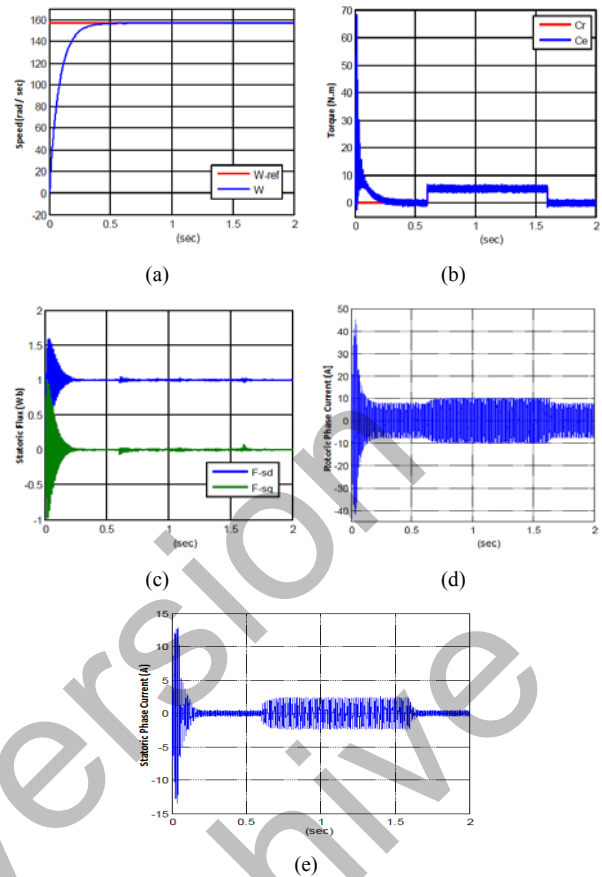 160
140
120
100
80
60
40
20
0
-20
Speed(rad/ sec)
W-ref
W
0 0.5 1 1.5 2
(sec)
(a)
70
60
50
40
30
20
10
0
Torque (N.m)
Cr
Ce
0 0.5 1 1.5 2
(sec)
(b)
2
1.5
1
0.5
0
-0.5
-1
Statoric Flux (Wb)
F-sd
F-sq
0 0.5 1 1.5 2
(sec)
(c)
50
40
30
20
10
0
-10
-20
-30
-40
Rotoric Phase Current [A]
0 0.5 1 1.5 2
(sec)
(d)
15
10
5
0
-5
-10
-15
Statoric Phase Current (A)
0 0.5 1 1.5 2
(sec)
(e)
version
hive